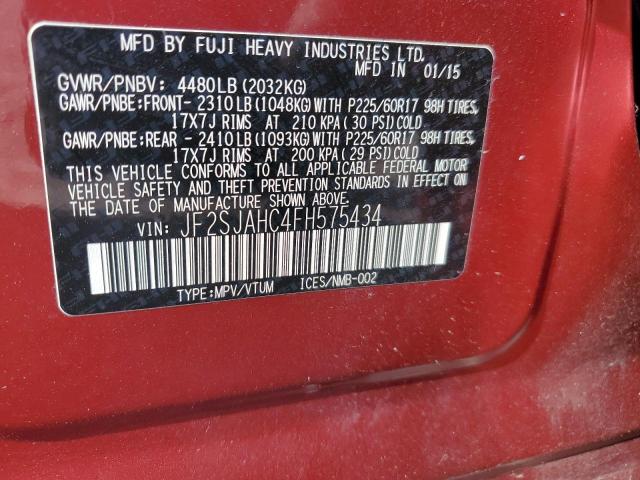 MFD BY FUJI HEAVY INDUSTRIES LTD.
MFD IN 01/15
GVWR/PNBV: 4480LB (2032KG)
GAWR/PNBE:FRONT- 2310LB(1048KG)WITH P225/60R17 98H TIRES,
17X7J RIMS AT 210 KPA (30 PSI)COLD
GAWR/PNBE:REAR - 2410LB(1093KG)WITH P225/60R17 98H TIRES,
17X7J RIMS AT 200 KPA (29 PSI)COLD
THIS VEHICLE CONFORMS TO ALL APPLICABLE FEDERAL MOTOR
VEHICLE SAFETY AND THEFT PREVENTION STANDARDS IN EFFECT ON
THE DATE OF MANUFACTURE SHOWN ABOVE.
VIN: JF2SJAHC4FH575434
TYPE:MPV/VTUM ICES/NMB-002